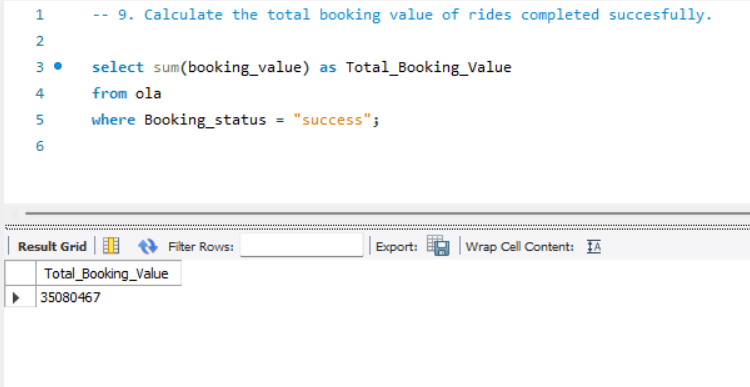 1 -- 9. Calculate the total booking value of rides completed succesfully.
2
3 select sum(booking_value) as Total_Booking_Value
4 from ola
5 where Booking_status = "success";
6
Result Grid Filter Rows: Export: Wrap Cell Content: IA
Total_Booking_Value
35080467